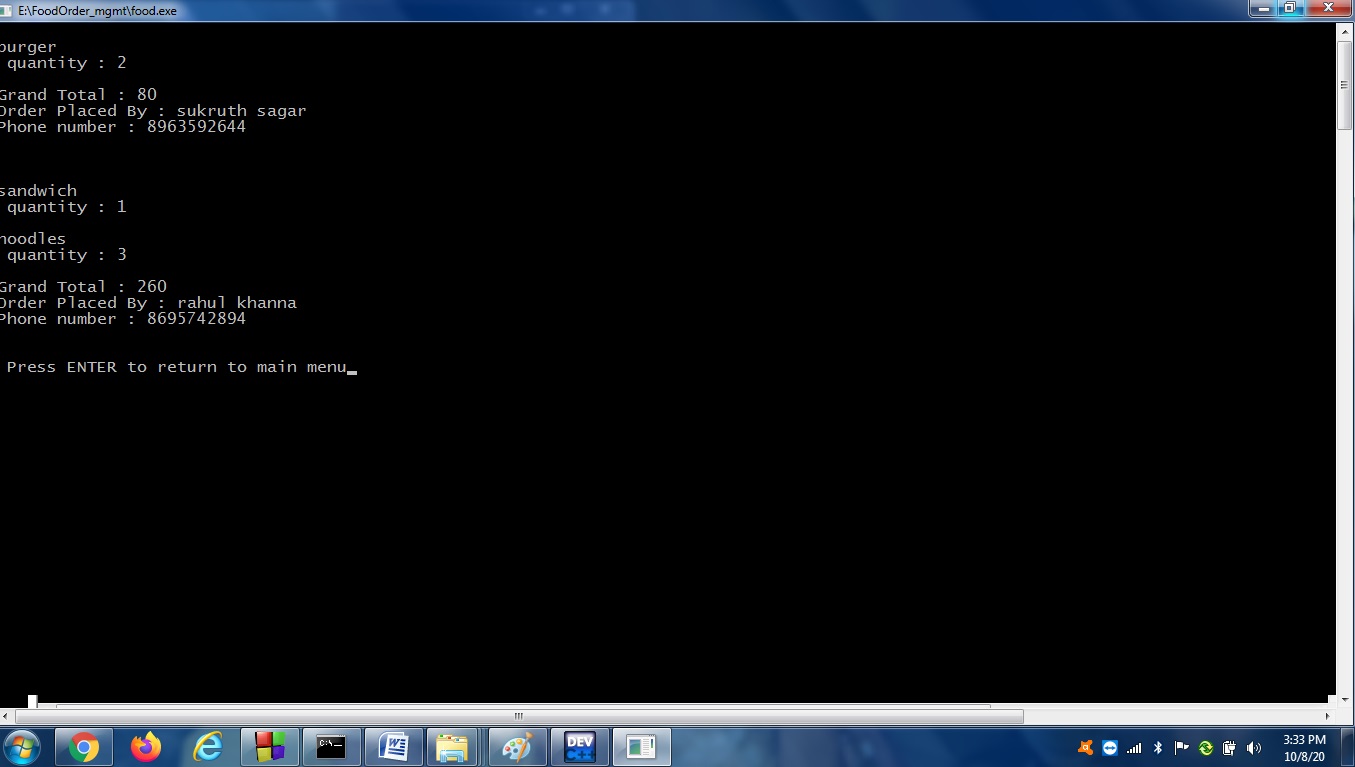 E:\FoodOrder_mgmt\food.exe
burger
quantity : 2
Grand Total : 80
Order Placed By : sukruth sagar
Phone number : 8963592644
sandwich
quantity : 1
noodles
quantity : 3
Grand Total : 260
Order Placed By : rahul khanna
Phone number : 8695742894
Press ENTER to return to main menu
C:\
DEV
C++
3:33 PM
10/8/20